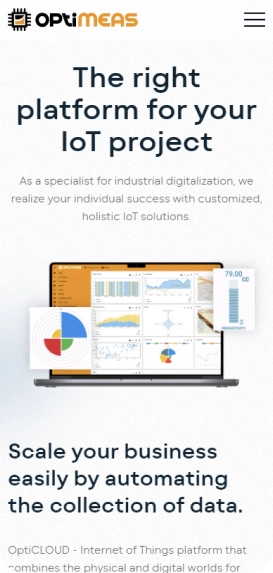 OPTIMEAS
The right
platform for your
IoT project
As a specialist for industrial digitalization, we
realize your individual success with customized,
holistic IoT solutions.
79.00
PRODUCTIVITY
Scale your business
easily by automating
the collection of data.
OptiCLOUD - Internet of Things platform that
combines the physical and digital worlds for